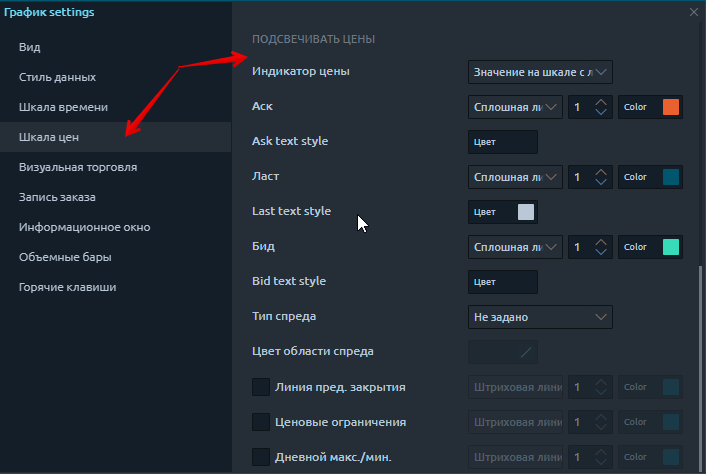 График settings
Вид
Стиль данных
Шкала времени
Шкала цен
Визуальная торговля
Запись заказа
Информационное окно
Объемные бары
Горячие клавиши
ПОДСВЕЧИВАТЬ ЦЕНЫ
Индикатор цены Значение на шкале с л
Аск Сплошная ли 1 Color
Ask text style Цвет
Ласт Сплошная ли 1 Color
Last text style Цвет
Бид Сплошная ли 1 Color
Bid text style Цвет
Тип спреда Не задано
Цвет области спреда
Линия пред. закрытия Штриховая лини 1 Color
Ценовые ограничения Штриховая лини 1 Color
Дневной макс./мин. Штриховая лини 1 Color